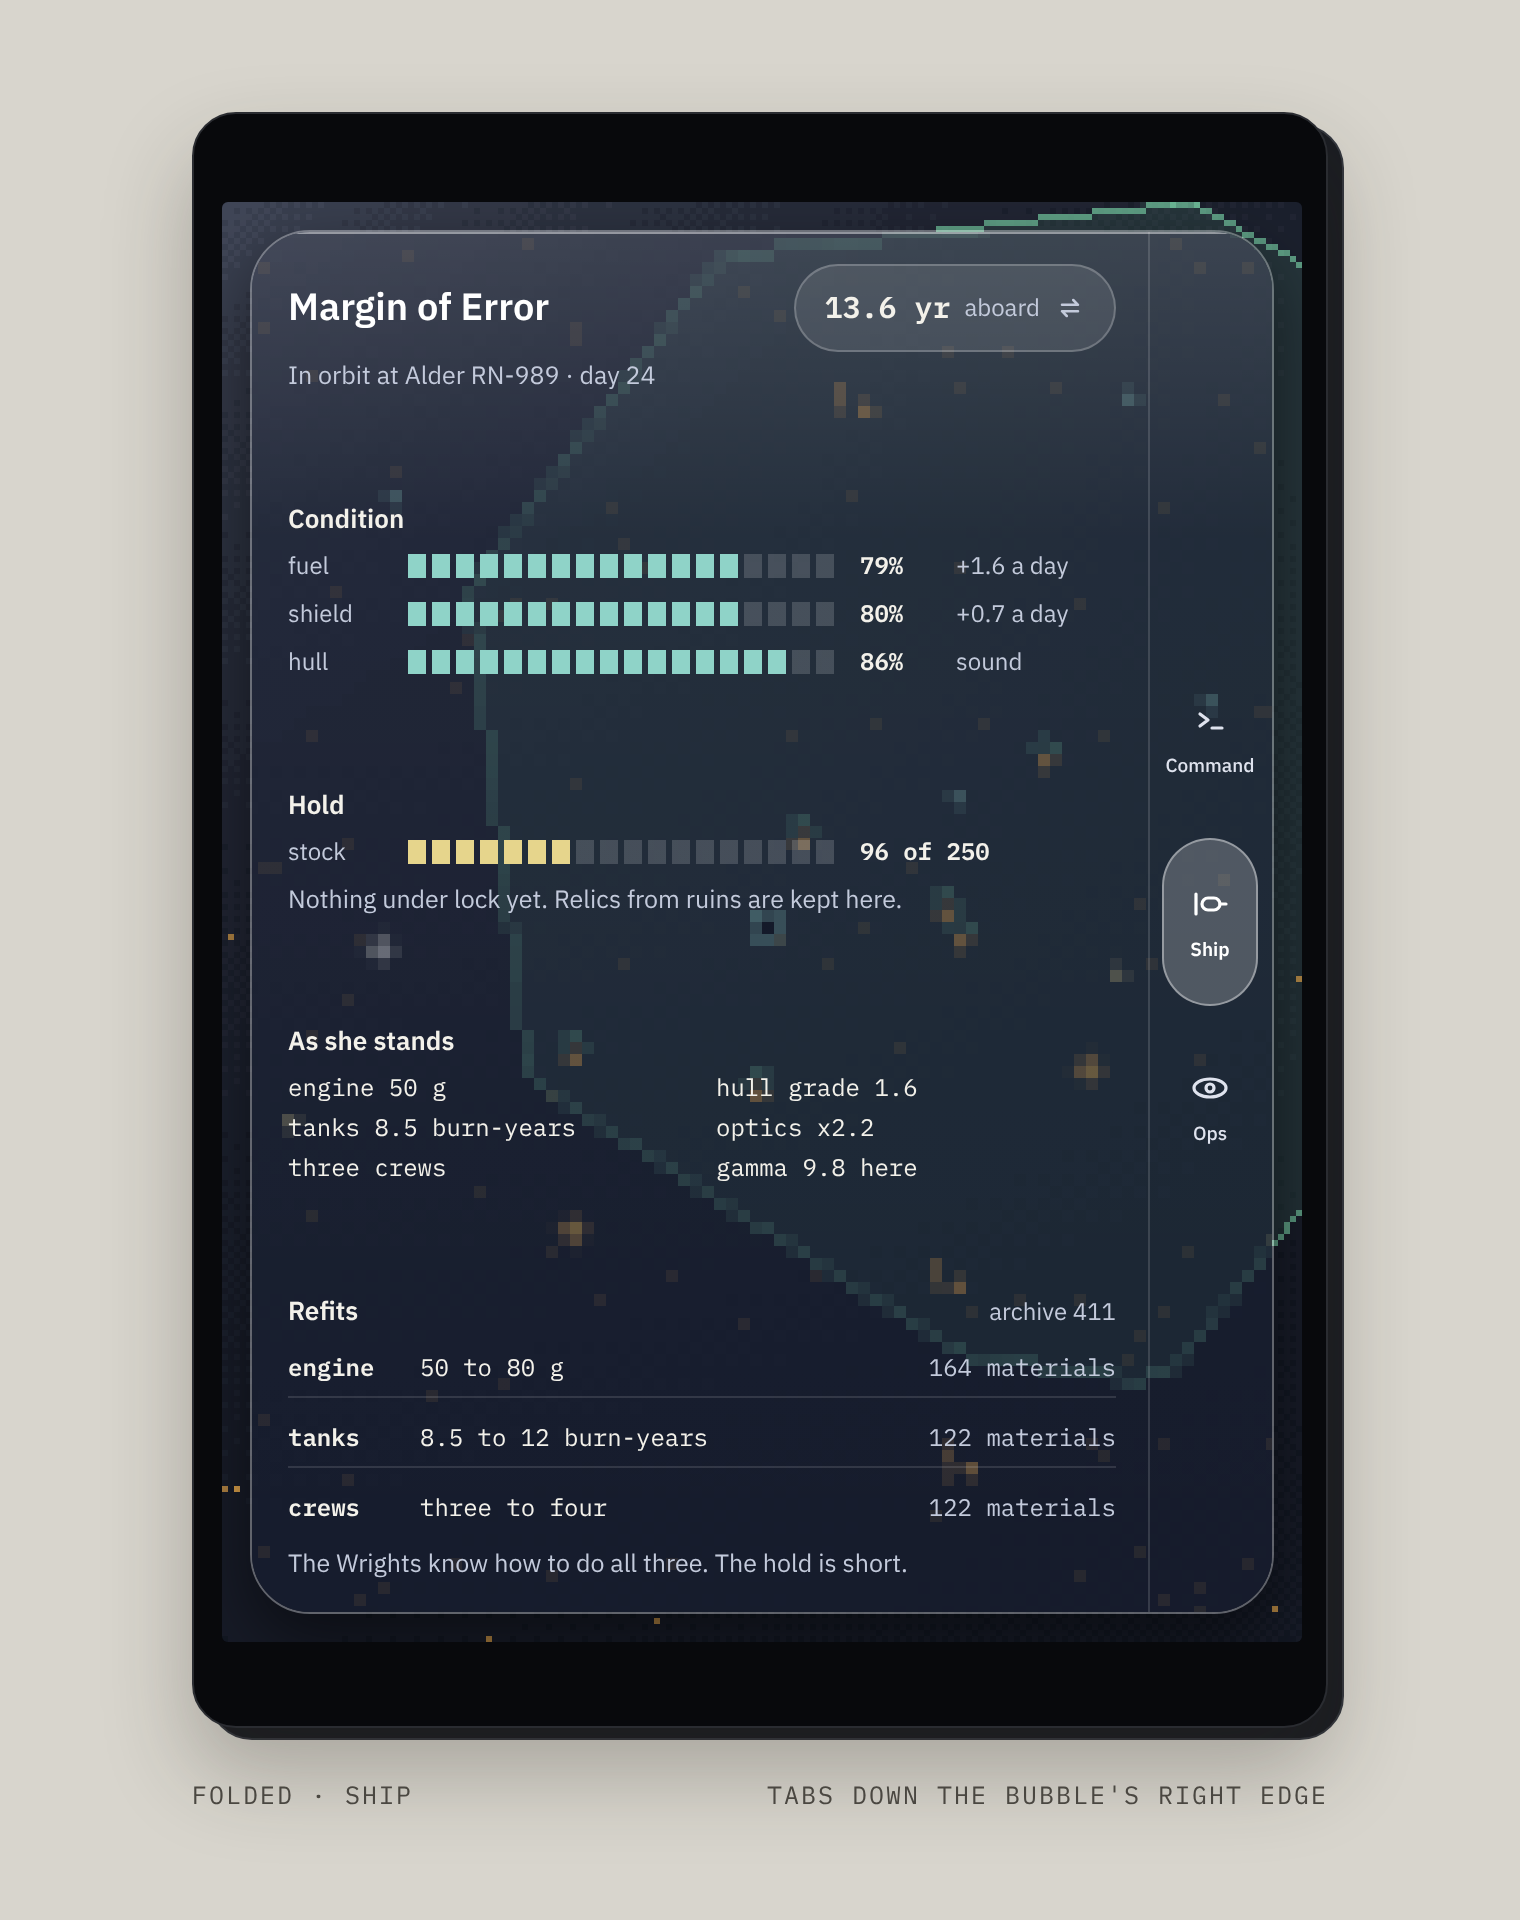 Margin of Error
13.6 yr aboard
In orbit at Alder RN-989 · day 24
Condition
fuel 79% +1.6 a day
shield 80% +0.7 a day
hull 86% sound
Command
Hold
stock 96 of 250
Nothing under lock yet. Relics from ruins are kept here.
Ship
As she stands
engine 50 g hull grade 1.6
tanks 8.5 burn-years optics x2.2
three crews gamma 9.8 here
Ops
Refits archive 411
engine 50 to 80 g 164 materials
tanks 8.5 to 12 burn-years 122 materials
crews three to four 122 materials
The Wrights know how to do all three. The hold is short.
FOLDED · SHIP TABS DOWN THE BUBBLE'S RIGHT EDGE